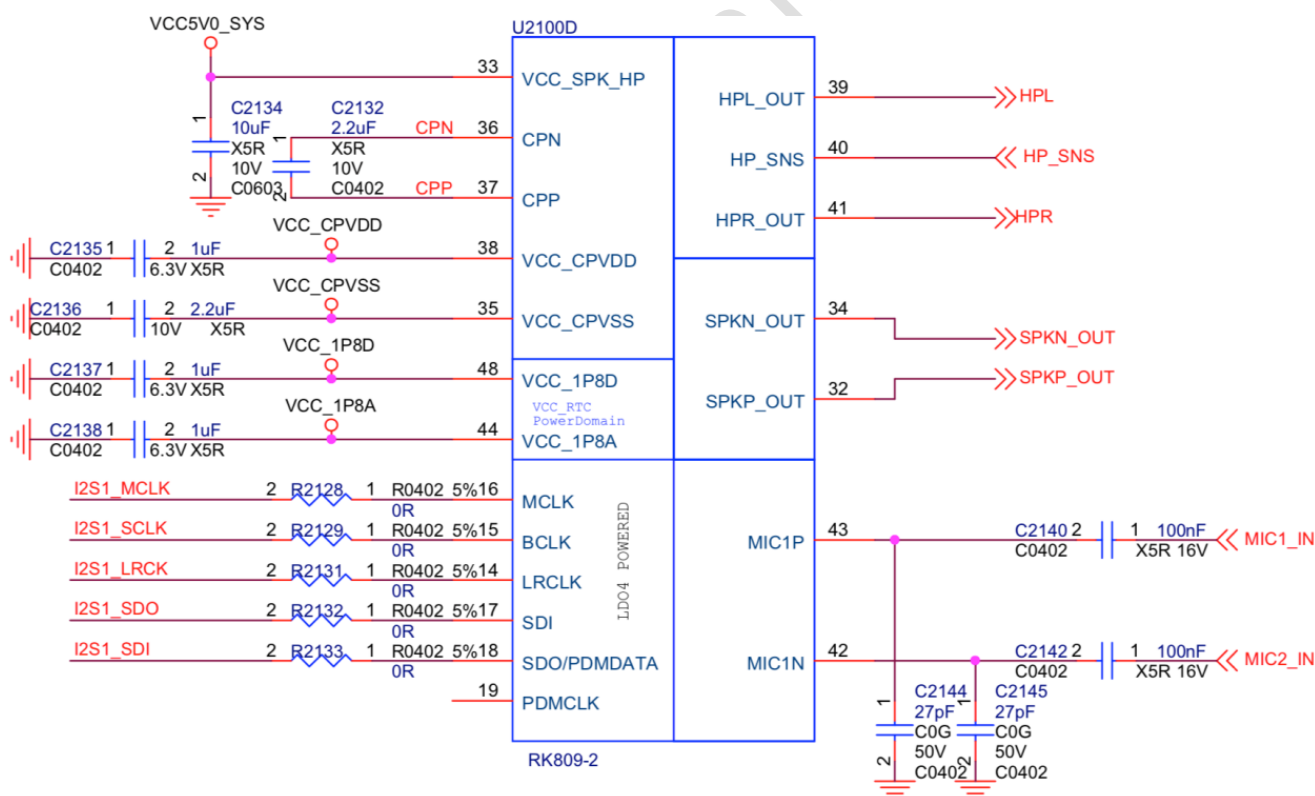 VCC5V0_SYS
U2100D
33
VCC_SPK_HP
C2134
10uF
X5R
10V
C0603
1
2
C2132
2.2uF
X5R
10V
C0402
1
2
CPN
36
CPN
CPP
37
CPP
VCC_CPVDD
C2135 1
C0402
2 1uF
6.3V X5R
38
VCC_CPVDD
VCC_CPVSS
C2136 1
C0402
2 2.2uF
10V X5R
35
VCC_CPVSS
VCC_1P8D
C2137 1
C0402
2 1uF
6.3V X5R
48
VCC_1P8D
VCC_RTC
PowerDomain
VCC_1P8A
C2138 1
C0402
2 1uF
6.3V X5R
44
VCC_1P8A
I2S1_MCLK
2 R2128 1 R0402 5% 16
0R
MCLK
I2S1_SCLK
2 R2129 1 R0402 5% 15
0R
BCLK
I2S1_LRCK
2 R2131 1 R0402 5% 14
0R
LRCLK
I2S1_SDO
2 R2132 1 R0402 5% 17
0R
SDI
I2S1_SDI
2 R2133 1 R0402 5% 18
0R
SDO/PDMDATA
19
PDMCLK
LDO4 POWERED
RK809-2
HPL_OUT
39
HPL
HP_SNS
40
HP_SNS
HPR_OUT
41
HPR
SPKN_OUT
34
SPKN_OUT
SPKP_OUT
32
SPKP_OUT
MIC1P
43
C2140 2
C0402
1 100nF
X5R 16V
MIC1_IN
MIC1N
42
C2142 2
C0402
1 100nF
X5R 16V
MIC2_IN
C2144
27pF
C0G
50V
C0402
1
2
C2145
27pF
C0G
50V
C0402
1
2